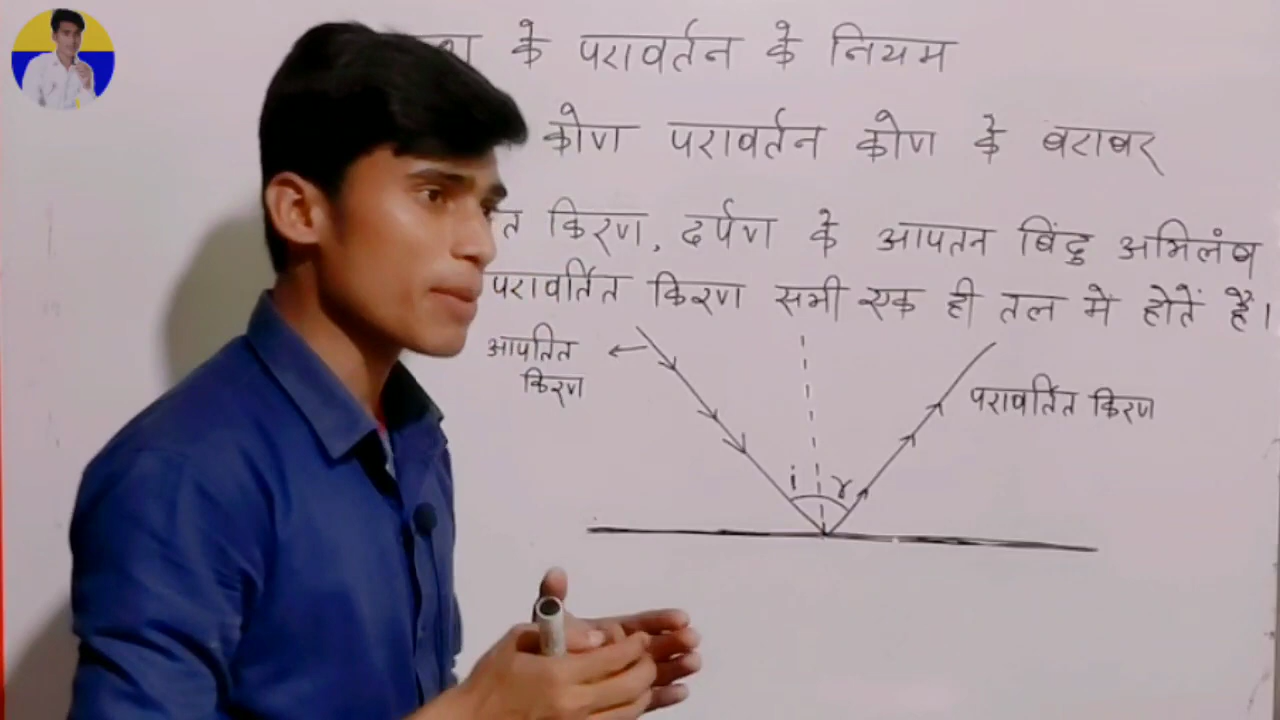 के परावर्तन के नियम
कोण परावर्तन कोण के बराबर
किरण, दर्पण के आपतन बिंदु अभिलंब
परावर्तित किरण सभी एक ही तल में होतें हैं।
आपतित
किरण
परावर्तित किरण
i r